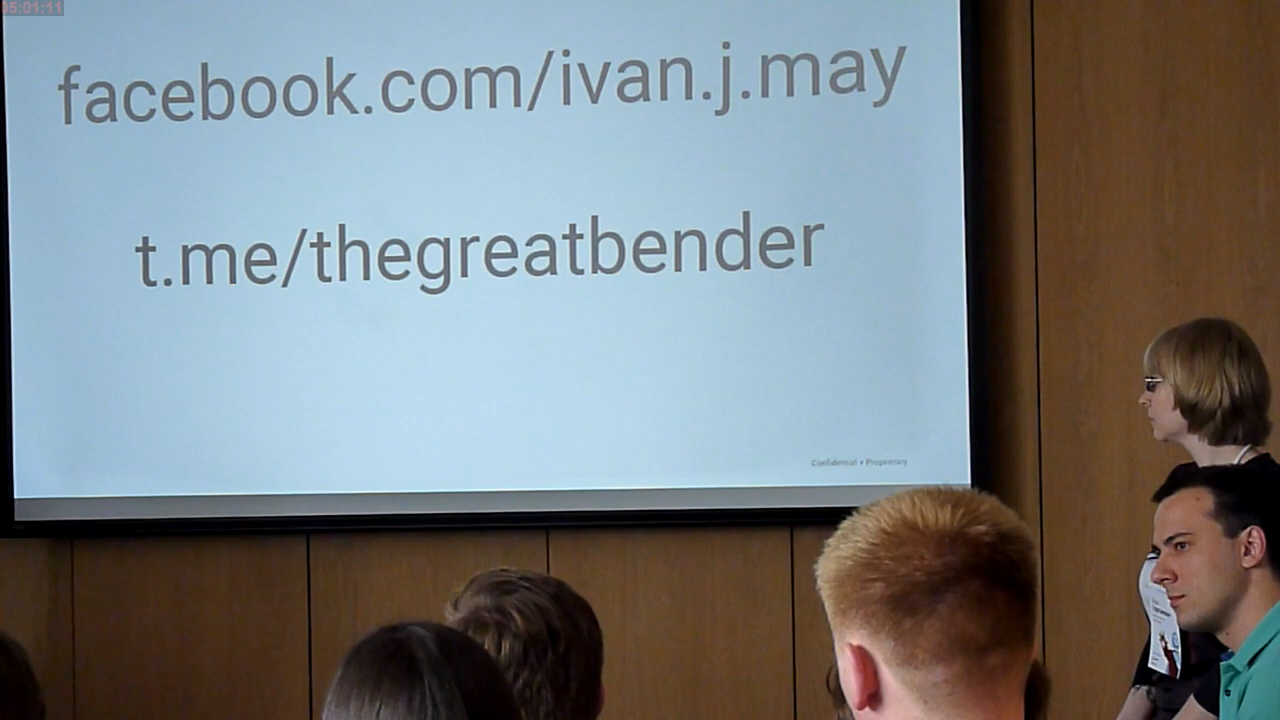 05:01:11
facebook.com/ivan.j.may
t.me/thegreatbender
Confidential + Proprietary